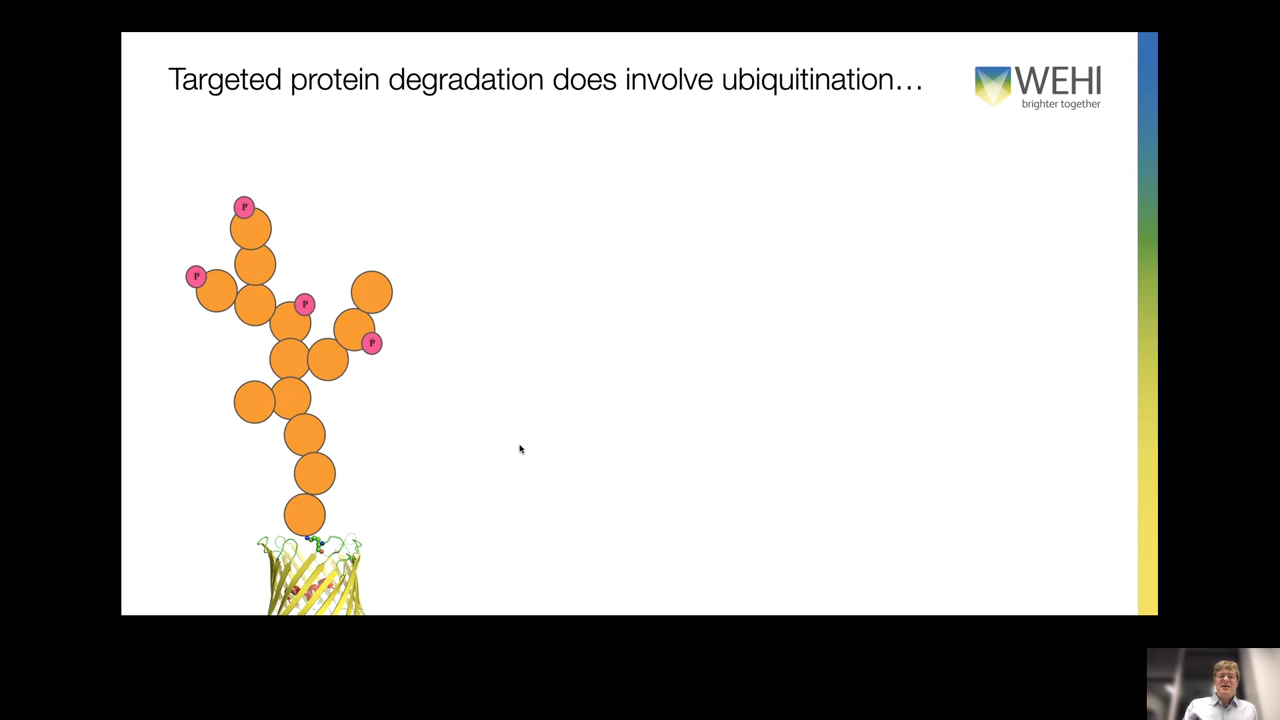 Targeted protein degradation does involve ubiquitination…
WEHI
brighter together
P
P
P
P